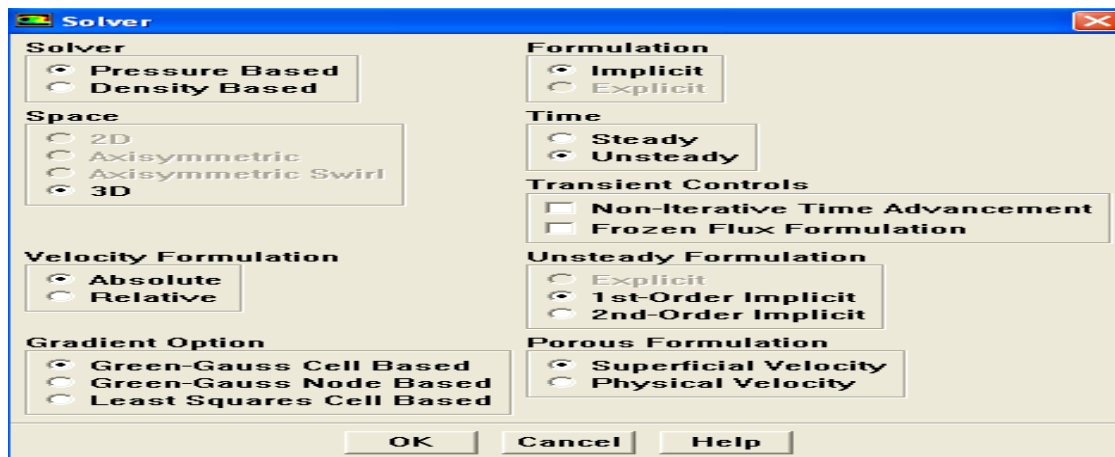 Solver
Solver
Pressure Based
Density Based
Space
2D
Axisymmetric
Axisymmetric Swirl
3D
Velocity Formulation
Absolute
Relative
Gradient Option
Green-Gauss Cell Based
Green-Gauss Node Based
Least Squares Cell Based
Formulation
Implicit
Explicit
Time
Steady
Unsteady
Transient Controls
Non-Iterative Time Advancement
Frozen Flux Formulation
Unsteady Formulation
Explicit
1st-Order Implicit
2nd-Order Implicit
Porous Formulation
Superficial Velocity
Physical Velocity
OK Cancel Help